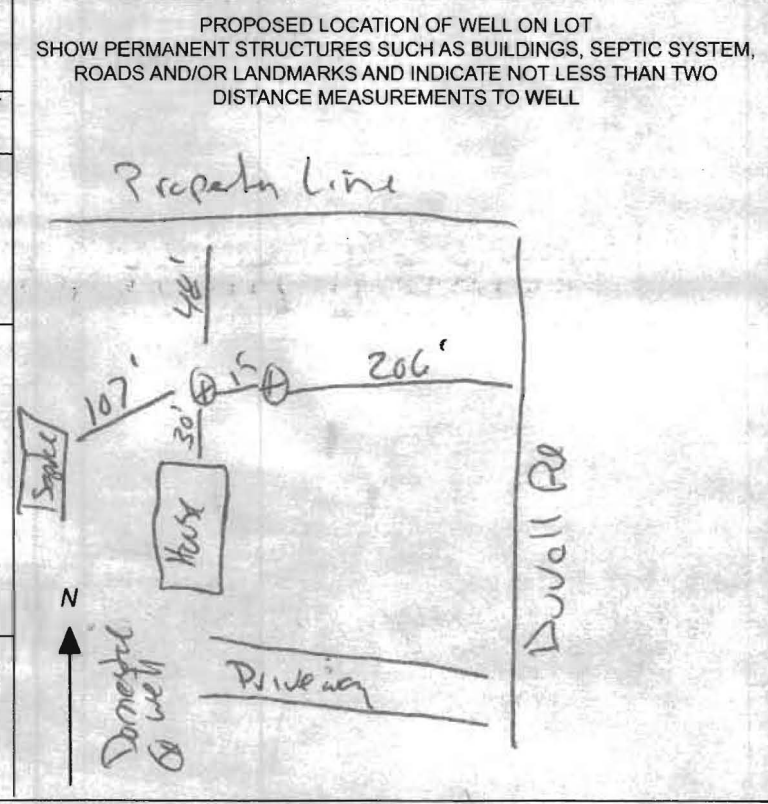 PROPOSED LOCATION OF WELL ON LOT
SHOW PERMANENT STRUCTURES SUCH AS BUILDINGS, SEPTIC SYSTEM,
ROADS AND/OR LANDMARKS AND INDICATE NOT LESS THAN TWO
DISTANCE MEASUREMENTS TO WELL
Property Line
48'
107'
15'
206'
30'
Septic
House
Duvall
N
Domestic
well
Driveway